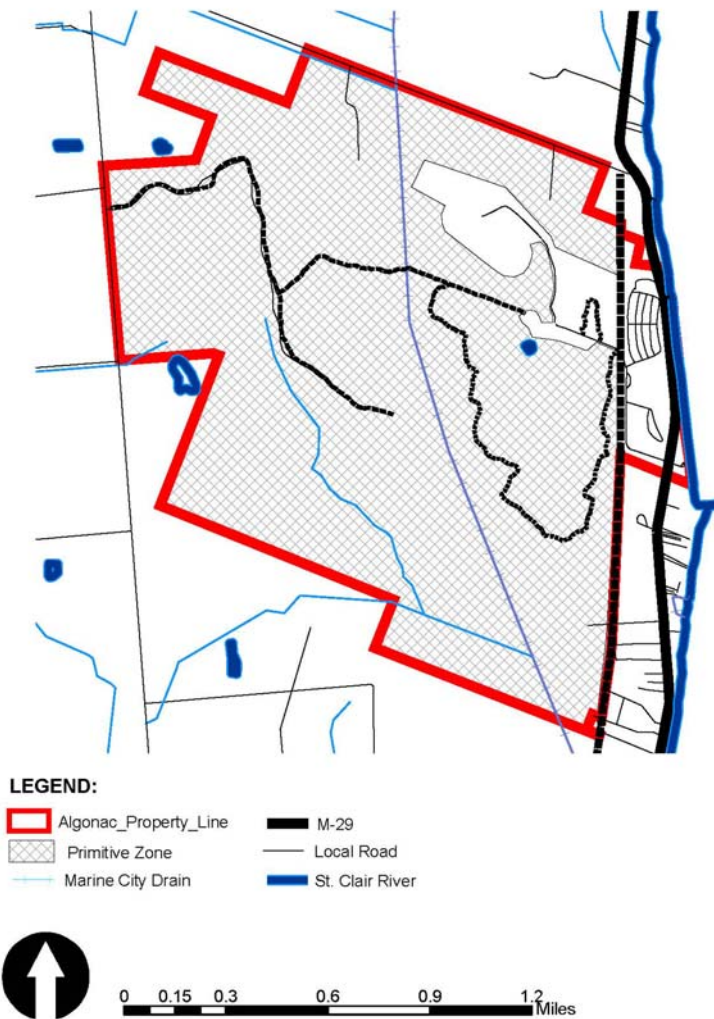 LEGEND:
Algonac_Property_Line M-29
Primitive Zone Local Road
Marine City Drain St. Clair River
0 0.15 0.3 0.6 0.9 1.2
Miles